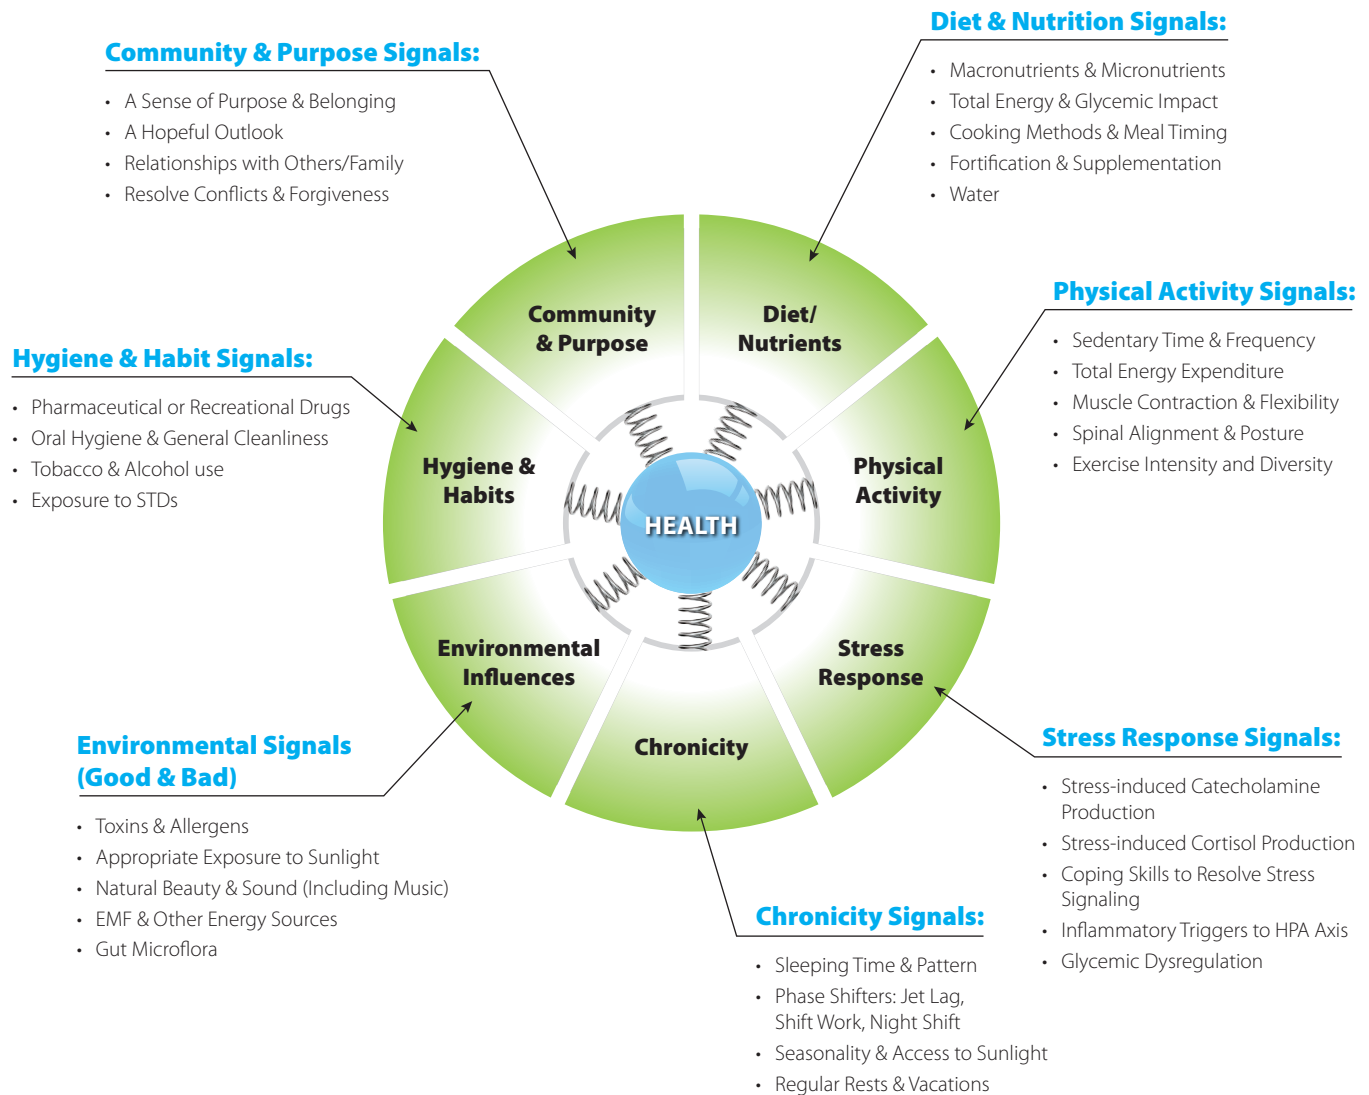 Community & Purpose Signals:
• A Sense of Purpose & Belonging
• A Hopeful Outlook
• Relationships with Others/Family
• Resolve Conflicts & Forgiveness
Diet & Nutrition Signals:
• Macronutrients & Micronutrients
• Total Energy & Glycemic Impact
• Cooking Methods & Meal Timing
• Fortification & Supplementation
• Water
Physical Activity Signals:
• Sedentary Time & Frequency
• Total Energy Expenditure
• Muscle Contraction & Flexibility
• Spinal Alignment & Posture
• Exercise Intensity and Diversity
Hygiene & Habit Signals:
• Pharmaceutical or Recreational Drugs
• Oral Hygiene & General Cleanliness
• Tobacco & Alcohol use
• Exposure to STDs
Community
& Purpose
Diet/
Nutrients
Hygiene &
Habits
Physical
Activity
HEALTH
Environmental
Influences
Stress
Response
Chronicity
Environmental Signals
(Good & Bad)
• Toxins & Allergens
• Appropriate Exposure to Sunlight
• Natural Beauty & Sound (Including Music)
• EMF & Other Energy Sources
• Gut Microflora
Stress Response Signals:
• Stress-induced Catecholamine
Production
• Stress-induced Cortisol Production
• Coping Skills to Resolve Stress
Signaling
• Inflammatory Triggers to HPA Axis
• Glycemic Dysregulation
Chronicity Signals:
• Sleeping Time & Pattern
• Phase Shifters: Jet Lag,
Shift Work, Night Shift
• Seasonality & Access to Sunlight
• Regular Rests & Vacations